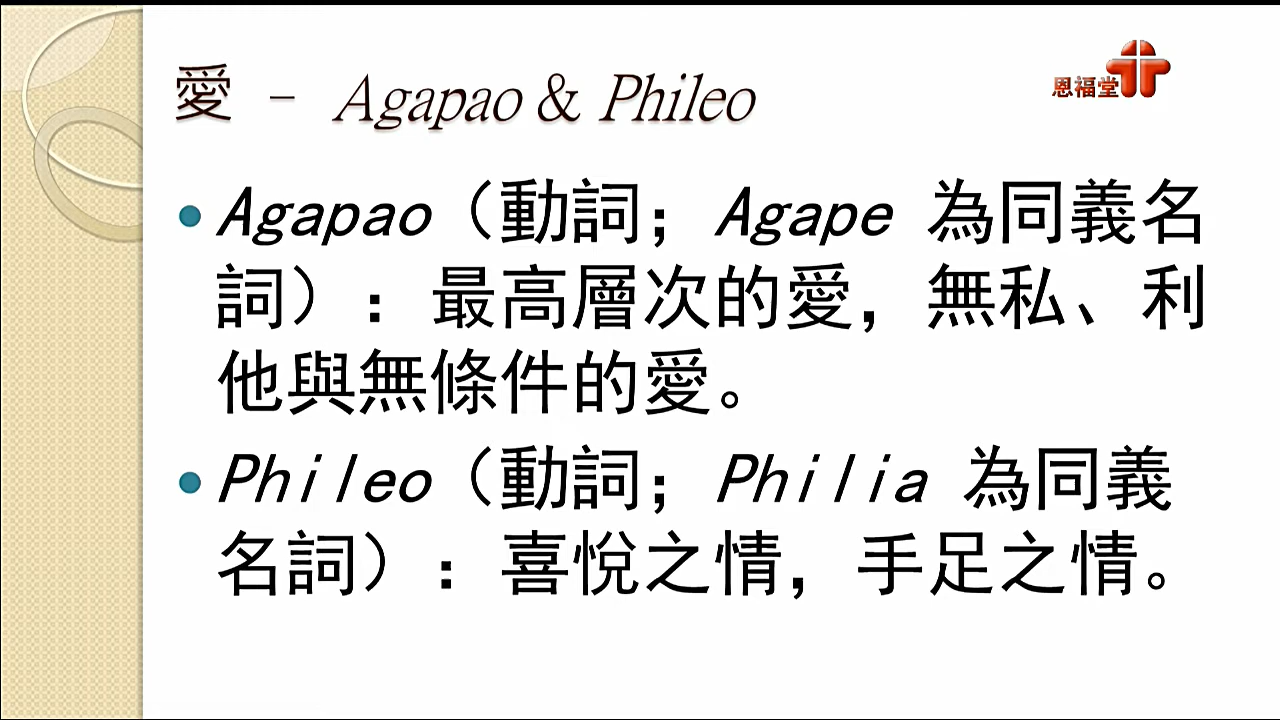 愛 – Agapao & Phileo
恩福堂
Agapao（動詞；Agape 為同義名
詞）：最高層次的愛，無私、利
他與無條件的愛。
Phileo（動詞；Philia 為同義
名詞）：喜悅之情，手足之情。